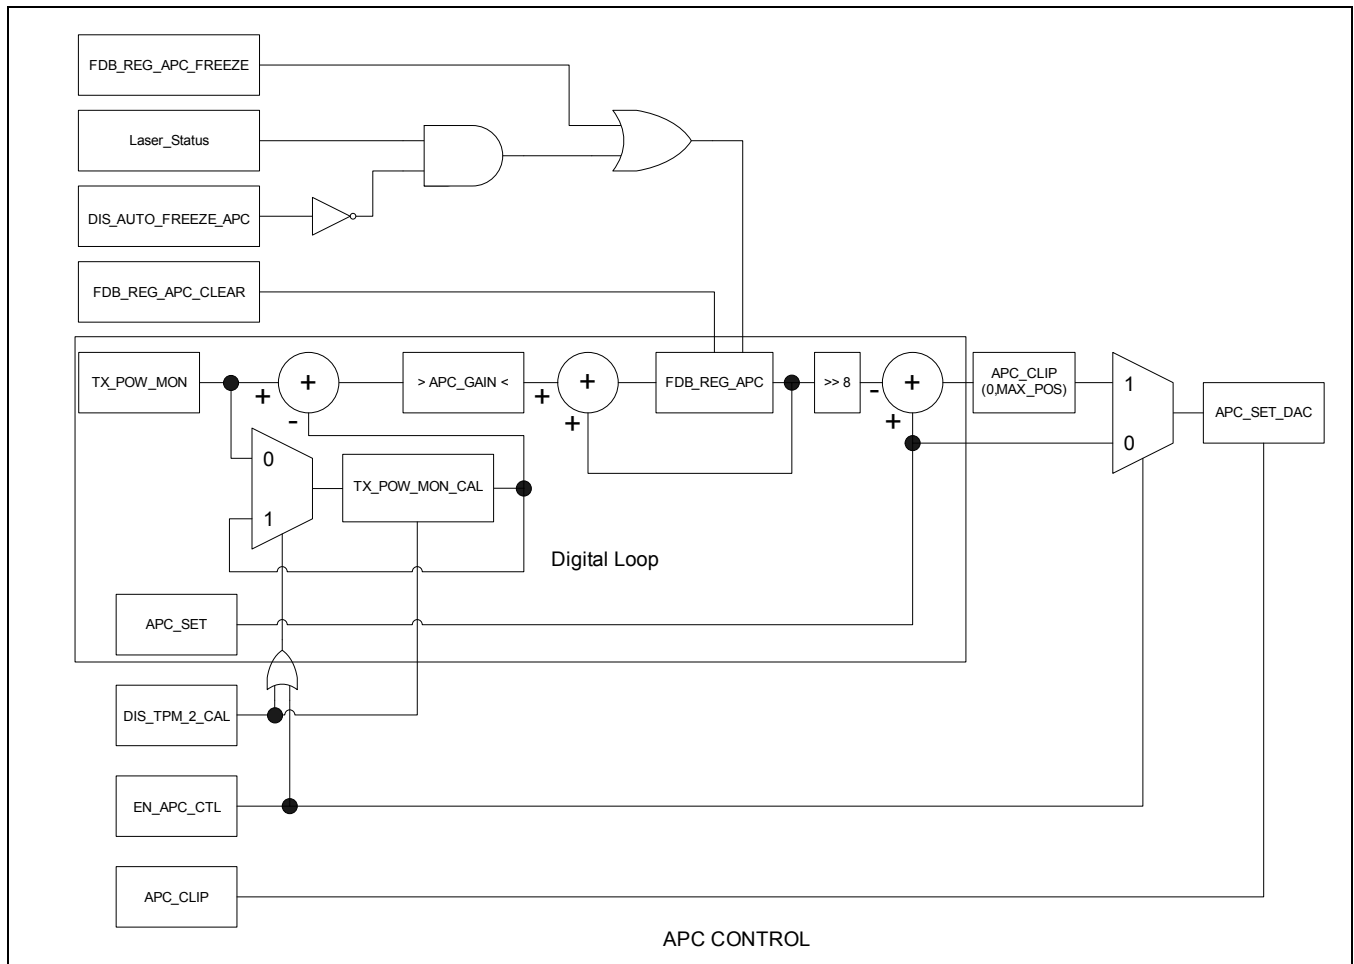 FDB_REG_APC_FREEZE
Laser_Status
DIS_AUTO_FREEZE_APC
FDB_REG_APC_CLEAR
TX_POW_MON
+
-
+
> APC_GAIN <
+
+
+
FDB_REG_APC
>> 8
-
+
+
APC_CLIP
(0,MAX_POS)
1
0
APC_SET_DAC
0
1
TX_POW_MON_CAL
Digital Loop
APC_SET
DIS_TPM_2_CAL
EN_APC_CTL
APC_CLIP
APC CONTROL